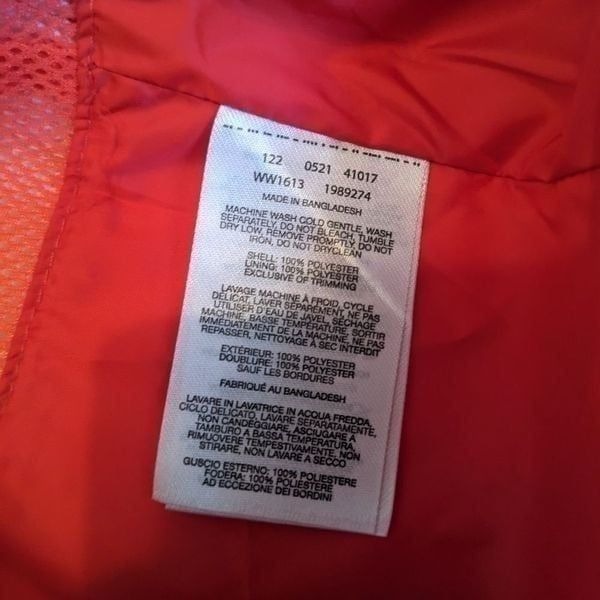 122 0521 41017
WW1613 1989274
MADE IN BANGLADESH
MACHINE WASH COLD GENTLE, WASH
SEPARATELY, DO NOT BLEACH, TUMBLE
DRY LOW, REMOVE PROMPTLY, DO NOT
IRON, DO NOT DRYCLEAN
SHELL: 100% POLYESTER
LINING: 100% POLYESTER
EXCLUSIVE OF TRIMMING
LAVAGE MACHINE À FROID, CYCLE
DÉLICAT, LAVER SÉPARÉMENT, NE PAS
UTILISER D'EAU DE JAVEL, SÉCHAGE
MACHINE, BASSE TEMPÉRATURE, SORTIR
IMMÉDIATEMENT DE LA MACHINE, NE PAS
REPASSER, NETTOYAGE À SEC INTERDIT
EXTÉRIEUR: 100% POLYESTER
DOUBLURE: 100% POLYESTER
SAUF LES BORDURES
FABRIQUÉ AU BANGLADESH
LAVARE IN LAVATRICE IN ACQUA FREDDA,
CICLO DELICATO, LAVARE SEPARATAMENTE,
NON CANDEGGIARE, ASCIUGARE A
TAMBURO A BASSA TEMPERATURA,
RIMUOVERE TEMPESTIVAMENTE, NON
STIRARE, NON LAVARE A SECCO
GUSCIO ESTERNO: 100% POLIESTERE
FODERA: 100% POLIESTERE
AD ECCEZIONE DEI BORDINI